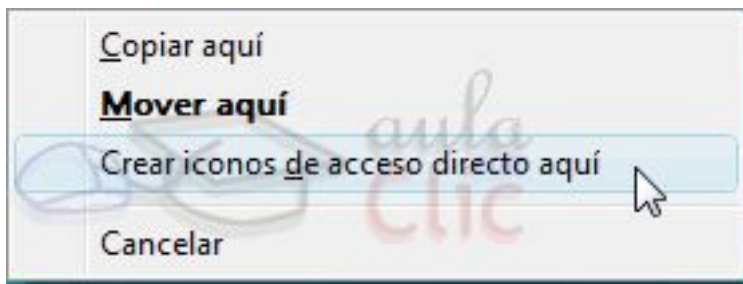 Copiar aquí
Mover aquí
Crear iconos de acceso directo aquí
Cancelar
aula
Clic